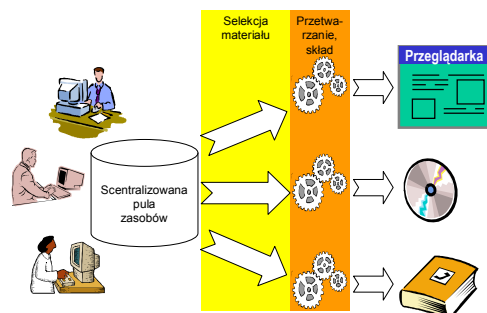 Selekcja
materiału
Przetwa-
rzanie,
skład
Przeglądarka
Scentralizowana
pula
zasobów